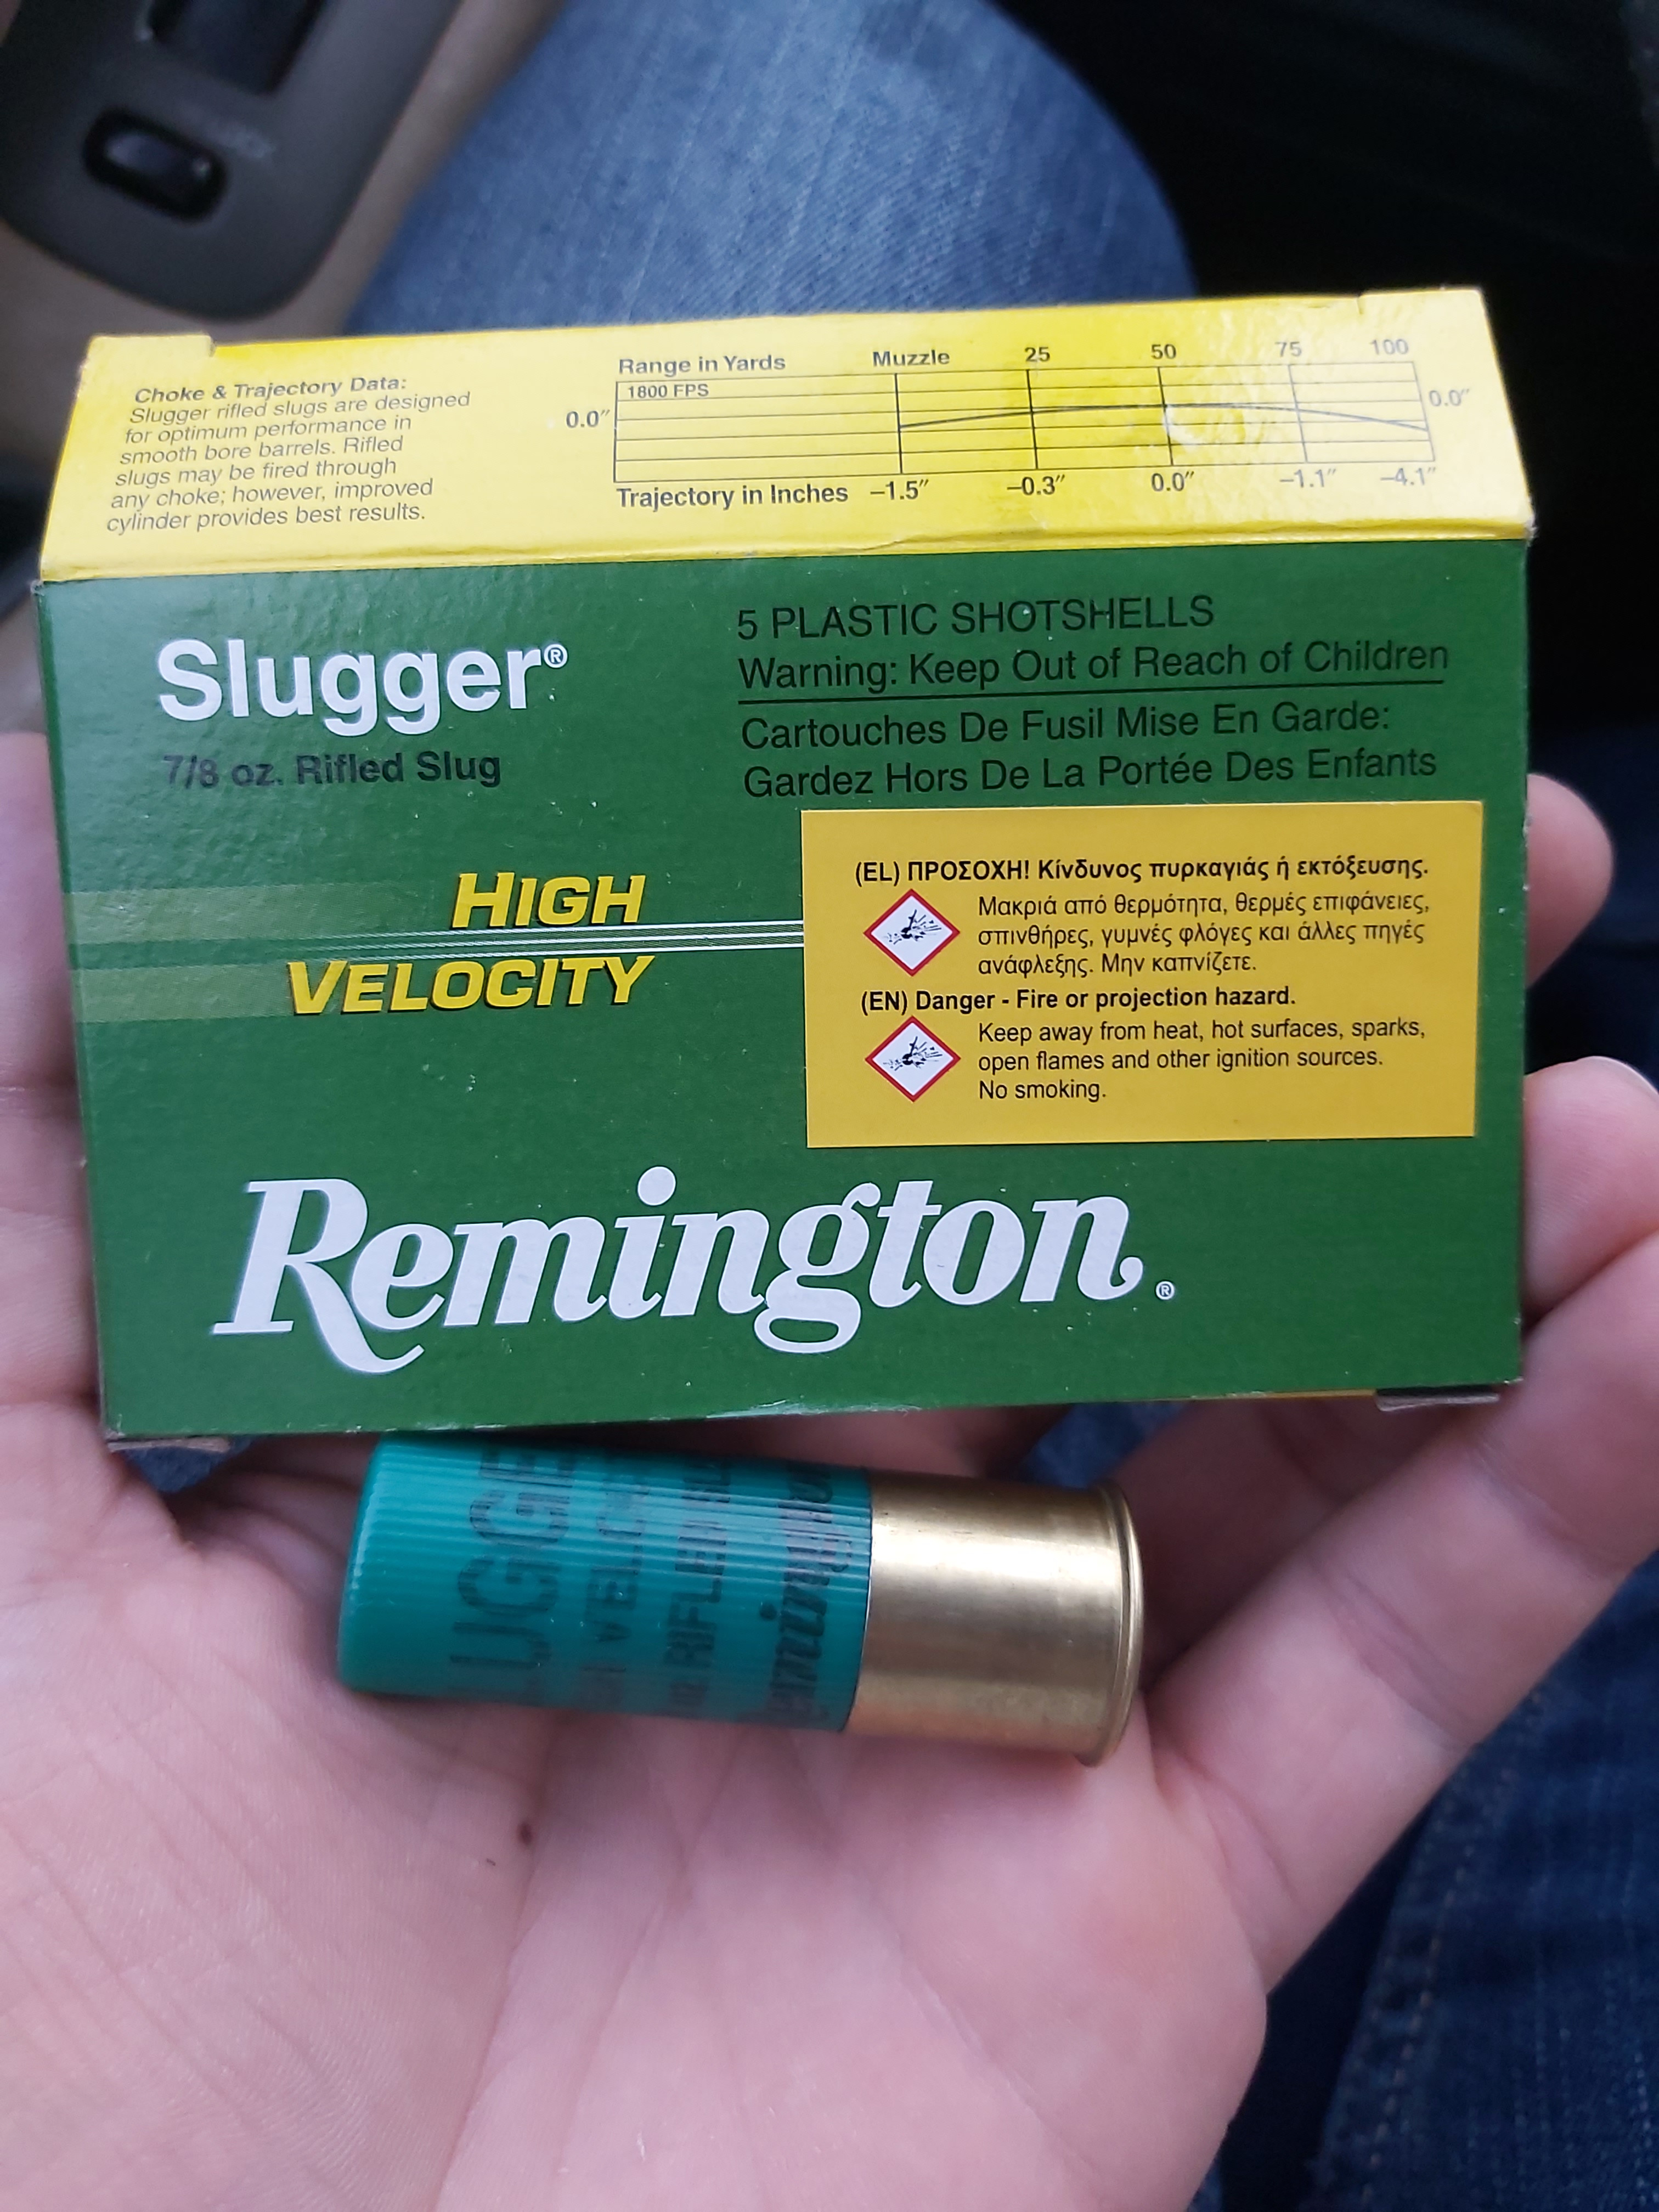 Choke & Trajectory Data:
Slugger rifled slugs are designed
for optimum performance in
smooth bore barrels. Rifled
slugs may be fired through
any choke; however, improved
cylinder provides best results.
Range in Yards Muzzle 25 50 75 100
1800 FPS
0.0″ 0.0″
Trajectory in Inches –1.5″ –0.3″ 0.0″ –1.1″ –4.1″
Slugger®
7/8 oz. Rifled Slug
5 PLASTIC SHOTSHELLS
Warning: Keep Out of Reach of Children
Cartouches De Fusil Mise En Garde:
Gardez Hors De La Portée Des Enfants
HIGH
VELOCITY
(EL) ΠΡΟΣΟΧΗ! Κίνδυνος πυρκαγιάς ή εκτόξευσης.
Μακριά από θερμότητα, θερμές επιφάνειες,
σπινθήρες, γυμνές φλόγες και άλλες πηγές
ανάφλεξης. Μην καπνίζετε.
(EN) Danger - Fire or projection hazard.
Keep away from heat, hot surfaces, sparks,
open flames and other ignition sources.
No smoking.
Remington®
RIFLED